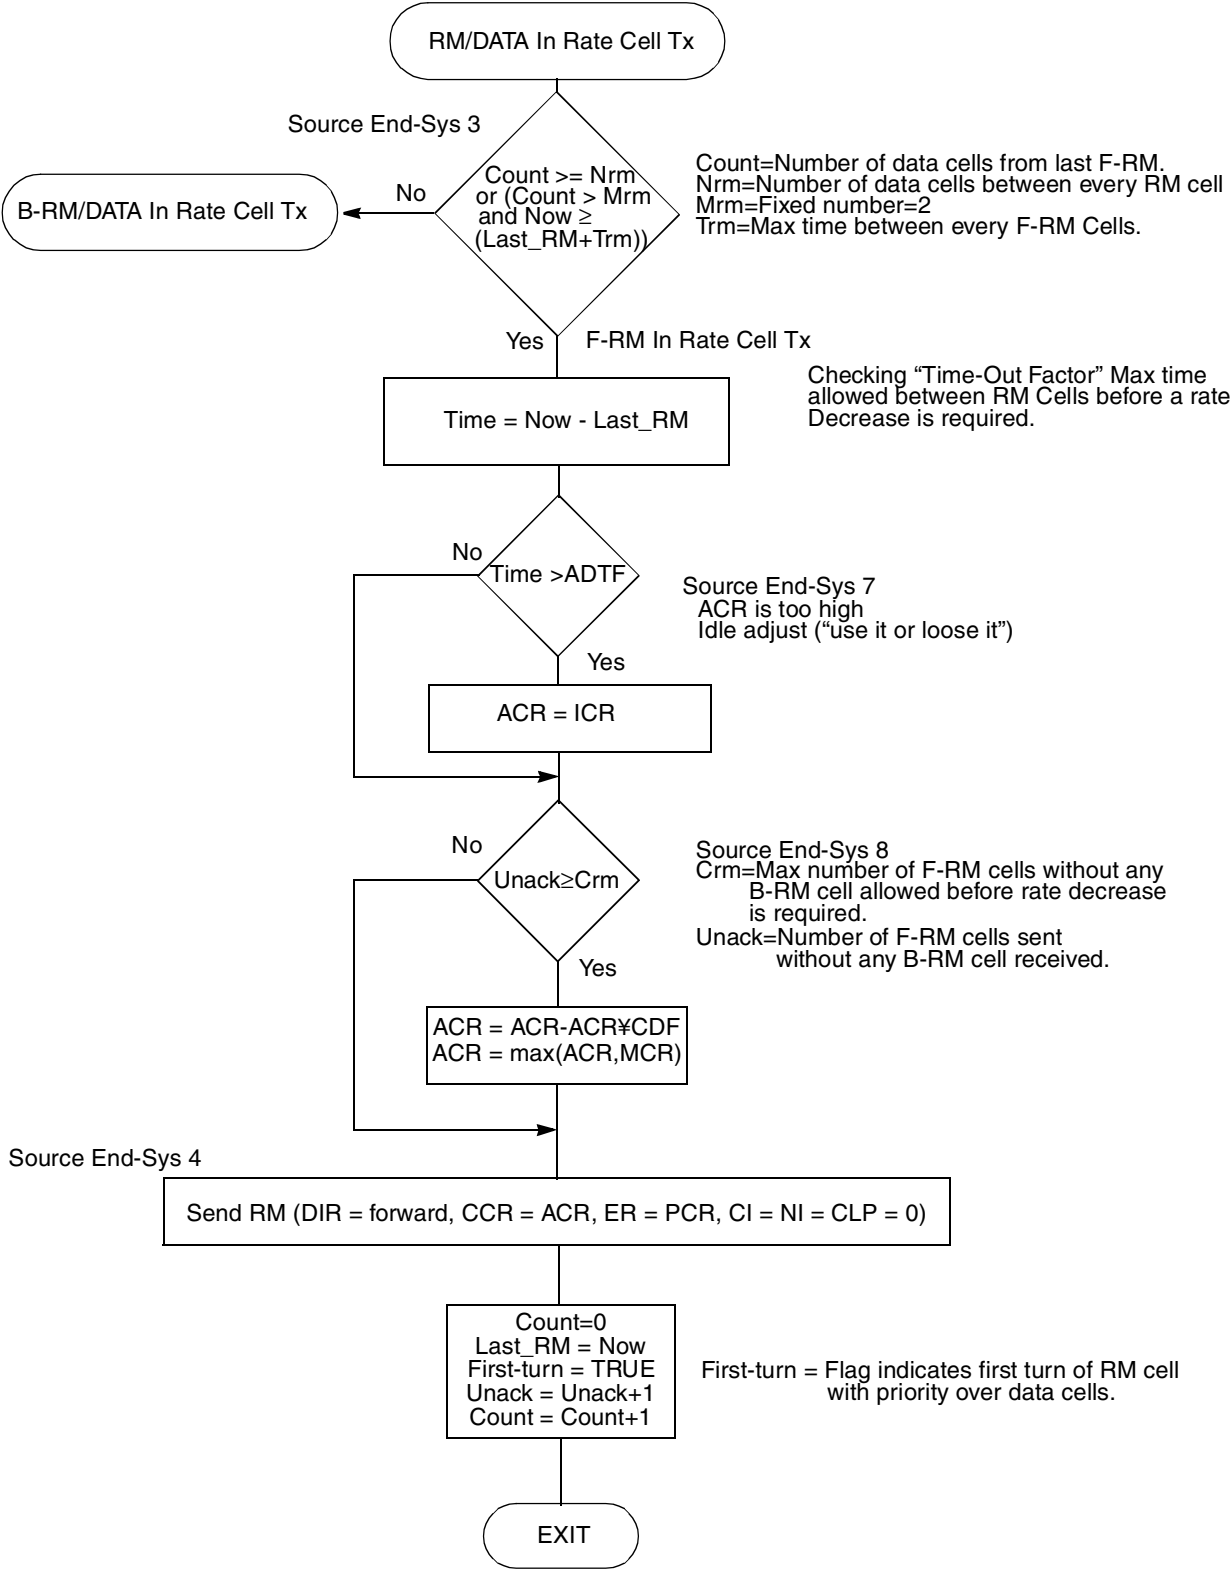 RM/DATA In Rate Cell Tx
Source End-Sys 3
Count >= Nrm
or (Count > Mrm
and Now ≥
(Last_RM+Trm))
No
B-RM/DATA In Rate Cell Tx
Count=Number of data cells from last F-RM.
Nrm=Number of data cells between every RM cell
Mrm=Fixed number=2
Trm=Max time between every F-RM Cells.
Yes
F-RM In Rate Cell Tx
Time = Now - Last_RM
Checking “Time-Out Factor” Max time
allowed between RM Cells before a rate
Decrease is required.
No
Time >ADTF
Source End-Sys 7
ACR is too high
Idle adjust (“use it or loose it”)
Yes
ACR = ICR
No
Unack≥Crm
Source End-Sys 8
Crm=Max number of F-RM cells without any
B-RM cell allowed before rate decrease
is required.
Unack=Number of F-RM cells sent
without any B-RM cell received.
Yes
ACR = ACR-ACR¥CDF
ACR = max(ACR,MCR)
Source End-Sys 4
Send RM (DIR = forward, CCR = ACR, ER = PCR, CI = NI = CLP = 0)
Count=0
Last_RM = Now
First-turn = TRUE
Unack = Unack+1
Count = Count+1
First-turn = Flag indicates first turn of RM cell
with priority over data cells.
EXIT